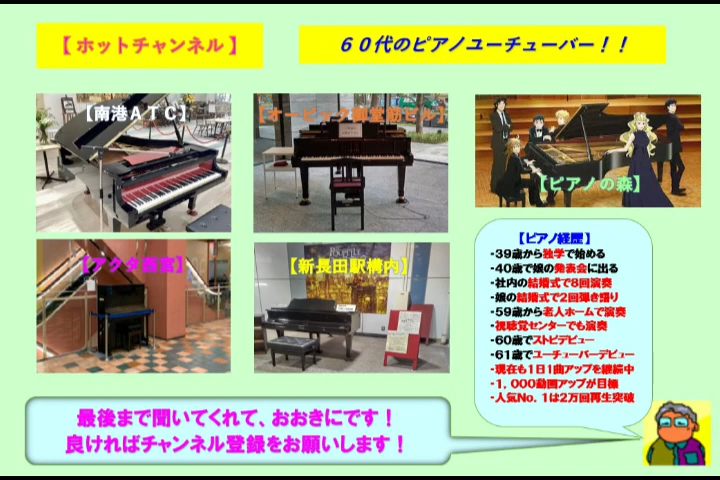 【ホットチャンネル】
６０代のピアノユーチューバー！！
【南港ＡＴＣ】
【オービック御堂筋ビル】
【ピアノの森】
【アクタ西宮】
【新長田駅構内】
【ピアノ経歴】
・39歳から独学で始める
・40歳で娘の発表会に出る
・社内の結婚式で8回演奏
・娘の結婚式で2回弾き語り
・59歳から老人ホームで演奏
・視聴覚センターでも演奏
・60歳でストピデビュー
・61歳でユーチューバーデビュー
・現在も1日1曲アップを継続中
・1，000動画アップが目標
・人気No．1は2万回再生突破
最後まで聞いてくれて、おおきにです！
良ければチャンネル登録をお願いします！